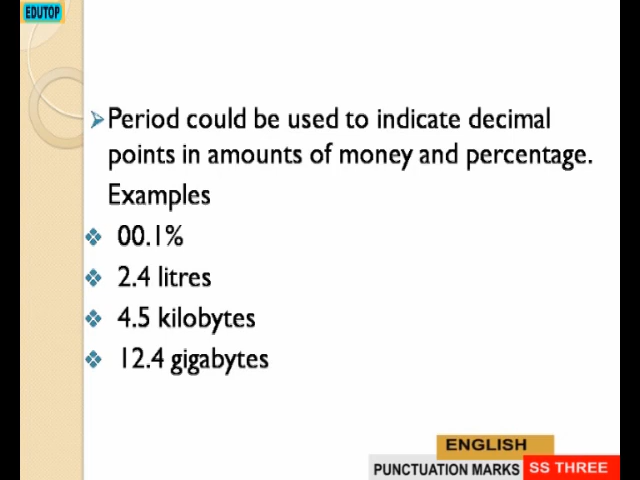 EDUTOP
Period could be used to indicate decimal
points in amounts of money and percentage.
Examples
00.1%
2.4 litres
4.5 kilobytes
12.4 gigabytes
ENGLISH
PUNCTUATION MARKS SS THREE